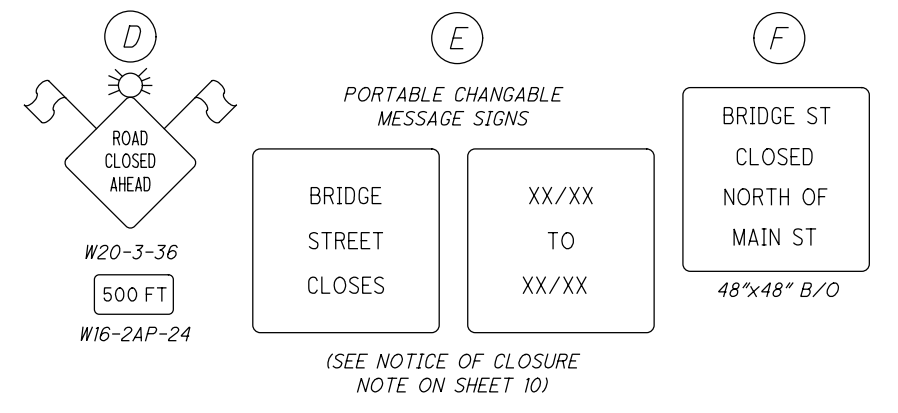 D
ROAD
CLOSED
AHEAD
W20-3-36
500 FT
W16-2AP-24
E
PORTABLE CHANGABLE
MESSAGE SIGNS
BRIDGE
STREET
CLOSES
XX/XX
TO
XX/XX
(SEE NOTICE OF CLOSURE
NOTE ON SHEET 10)
F
BRIDGE ST
CLOSED
NORTH OF
MAIN ST
48"x48" B/O